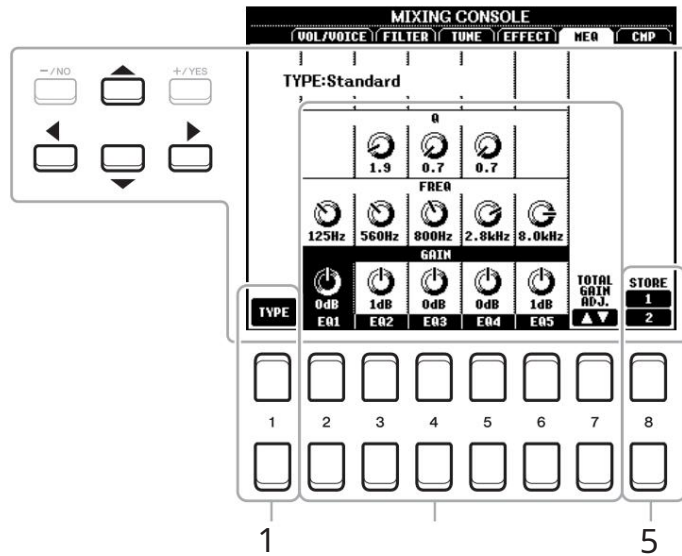 MIXING CONSOLE
VOL/VOICE FILTER TUNE EFFECT MEQ CMP
-/NO
+/YES
TYPE:Standard
Q
1.9 0.7 0.7
FREQ
125Hz 560Hz 800Hz 2.8kHz 8.0kHz
GAIN
0dB 1dB 0dB 0dB 1dB
TYPE EQ1 EQ2 EQ3 EQ4 EQ5
TOTAL
GAIN
ADJ.
▲▼
STORE
1
2
1 2 3 4 5 6 7 8
1 5